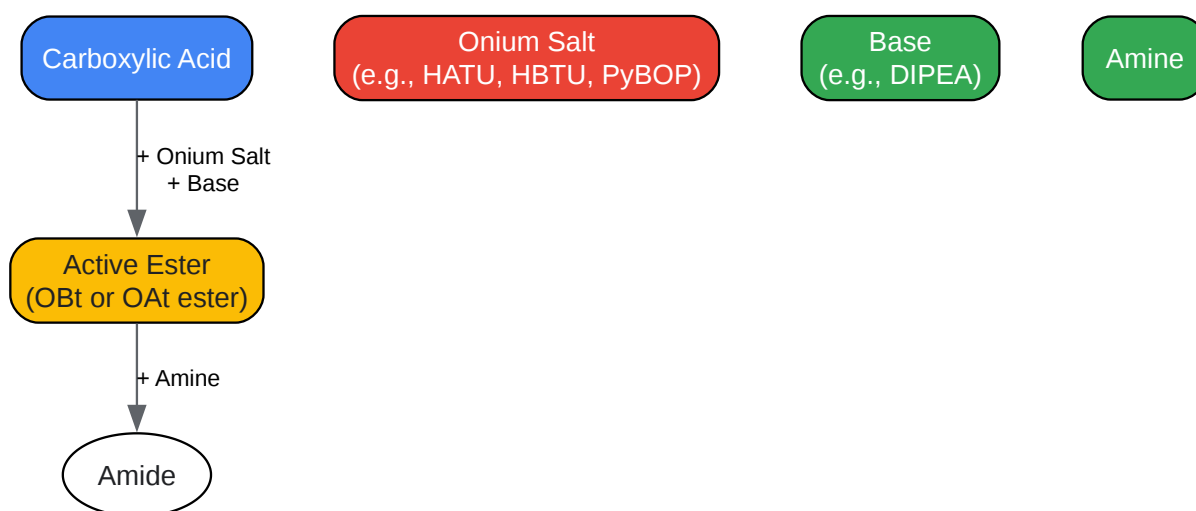 Carboxylic Acid
Onium Salt
(e.g., HATU, HBTU, PyBOP)
Base
(e.g., DIPEA)
Amine
+ Onium Salt
+ Base
Active Ester
(OBt or OAt ester)
+ Amine
Amide